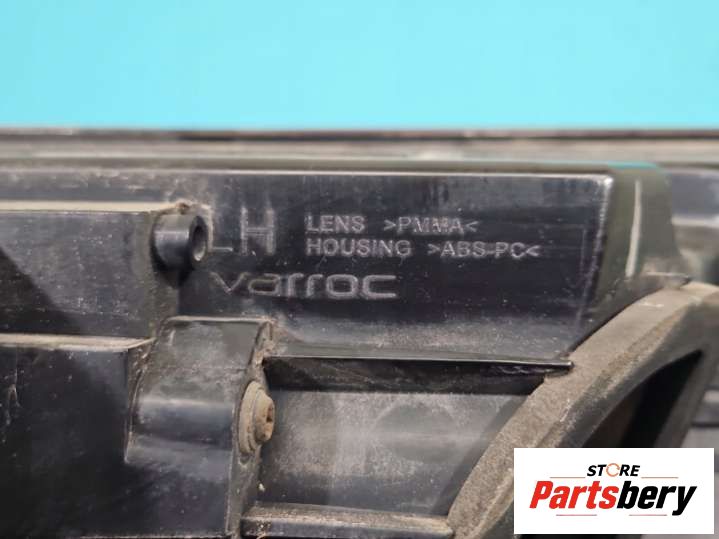 LH
LENS >PMMA<
HOUSING >ABS-PC<
varroc
STORE
Partsbery